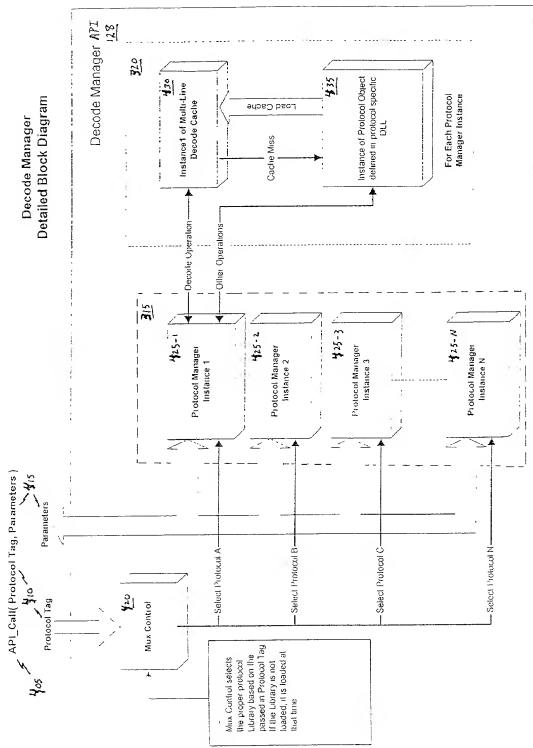 Decode Manager
Detailed Block Diagram
405
API_Call( Protocol Tag, Parameters )
410
415
Protocol Tag
Parameters
Decode Manager API
128
420
Mux Control
Mux Control selects
the proper protocol
Library based on the
passed in Protocol Tag
If the Library is not
loaded, it is loaded at
that time
Select Protocol A
Select Protocol B
Select Protocol C
Select Protocol N
315
425-1
Protocol Manager
Instance 1
425-2
Protocol Manager
Instance 2
425-3
Protocol Manager
Instance 3
425-N
Protocol Manager
Instance N
Decode Operation
Other Operations
320
430
Instance1 of Multi-Line
Decode Cache
Cache Miss
Load Cache
435
Instance of Protocol Object
defined in protocol specific
DLL
For Each Protocol
Manager Instance